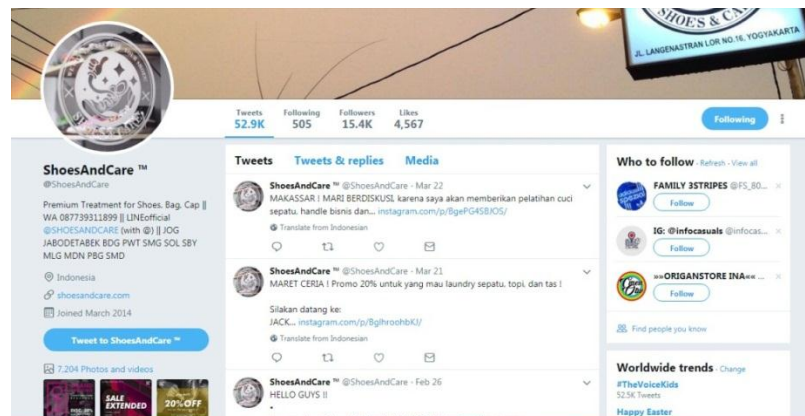 SHOES & CA
JL. LANGENASTRAN LOR NO.16, YOGYAKARTA
Tweets Following Followers Likes
52.9K 505 15.4K 4,567
Following
ShoesAndCare ™
@ShoesAndCare
Premium Treatment for Shoes. Bag. Cap ||
WA 087739311899 || LINEofficial
@SHOESANDCARE (with @) || JOG
JABODETABEK BDG PWT SMG SOL SBY
MLG MDN PBG SMD
Indonesia
shoesandcare.com
Joined March 2014
Tweet to ShoesAndCare ™
7,204 Photos and videos
SALE
EXTENDED
20%OFF
Tweets Tweets & replies Media
ShoesAndCare ™ @ShoesAndCare - Mar 22
MAKASSAR ! MARI BERDISKUSI, karena saya akan memberikan pelatihan cuci
sepatu, handle bisnis dan... instagram.com/p/BgePG4SBJOS/
Translate from Indonesian
ShoesAndCare ™ @ShoesAndCare - Mar 21
MARET CERIA ! Promo 20% untuk yang mau laundry sepatu, topi, dan tas !
Silakan datang ke:
JACK... instagram.com/p/BglhroohbKJ/
Translate from Indonesian
ShoesAndCare ™ @ShoesAndCare - Feb 26
HELLO GUYS !!
Who to follow - Refresh - View all
FAMILY 3STRIPES @FS_80...
Follow
IG: @infocasuals @infocas...
Follow
»»ORIGANSTORE INA«« ...
Follow
Find people you know
Worldwide trends - Change
#TheVoiceKids
52.5K Tweets
Happy Easter